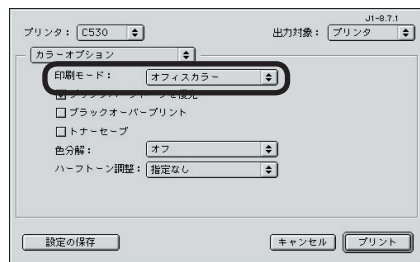 J1-8.7.1
プリンタ： C530 出力対象： プリンタ
カラーオプション
印刷モード： オフィスカラー
ブラックオーバープリント
トナーセーブ
色分解： オフ
ハーフトーン調整： 指定なし
設定の保存 キャンセル プリント